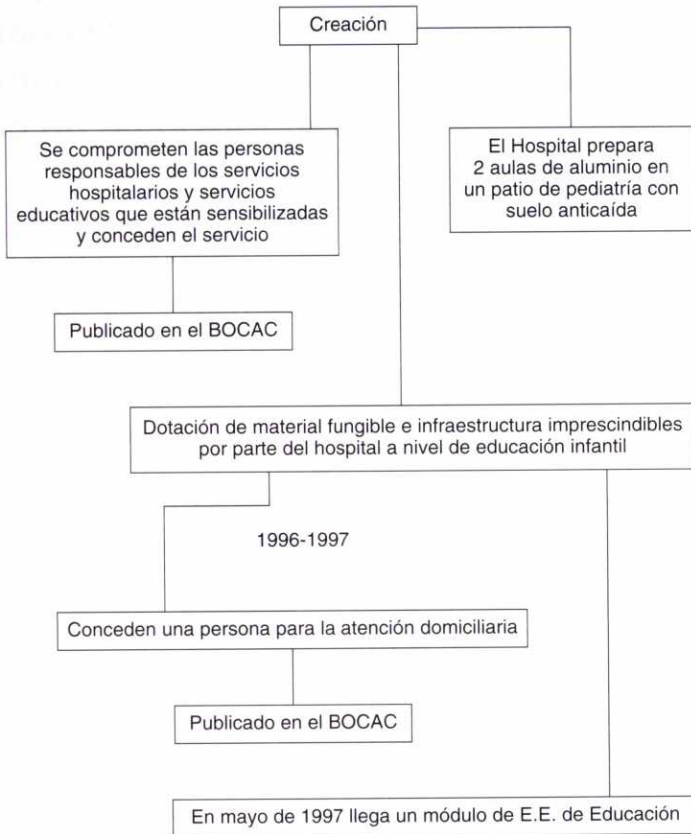 Creación
Se comprometen las personas
responsables de los servicios
hospitalarios y servicios
educativos que están sensibilizadas
y conceden el servicio
El Hospital prepara
2 aulas de aluminio en
un patio de pediatría con
suelo anticaída
Publicado en el BOCAC
Dotación de material fungible e infraestructura imprescindibles
por parte del hospital a nivel de educación infantil
1996-1997
Conceden una persona para la atención domiciliaria
Publicado en el BOCAC
En mayo de 1997 llega un módulo de E.E. de Educación